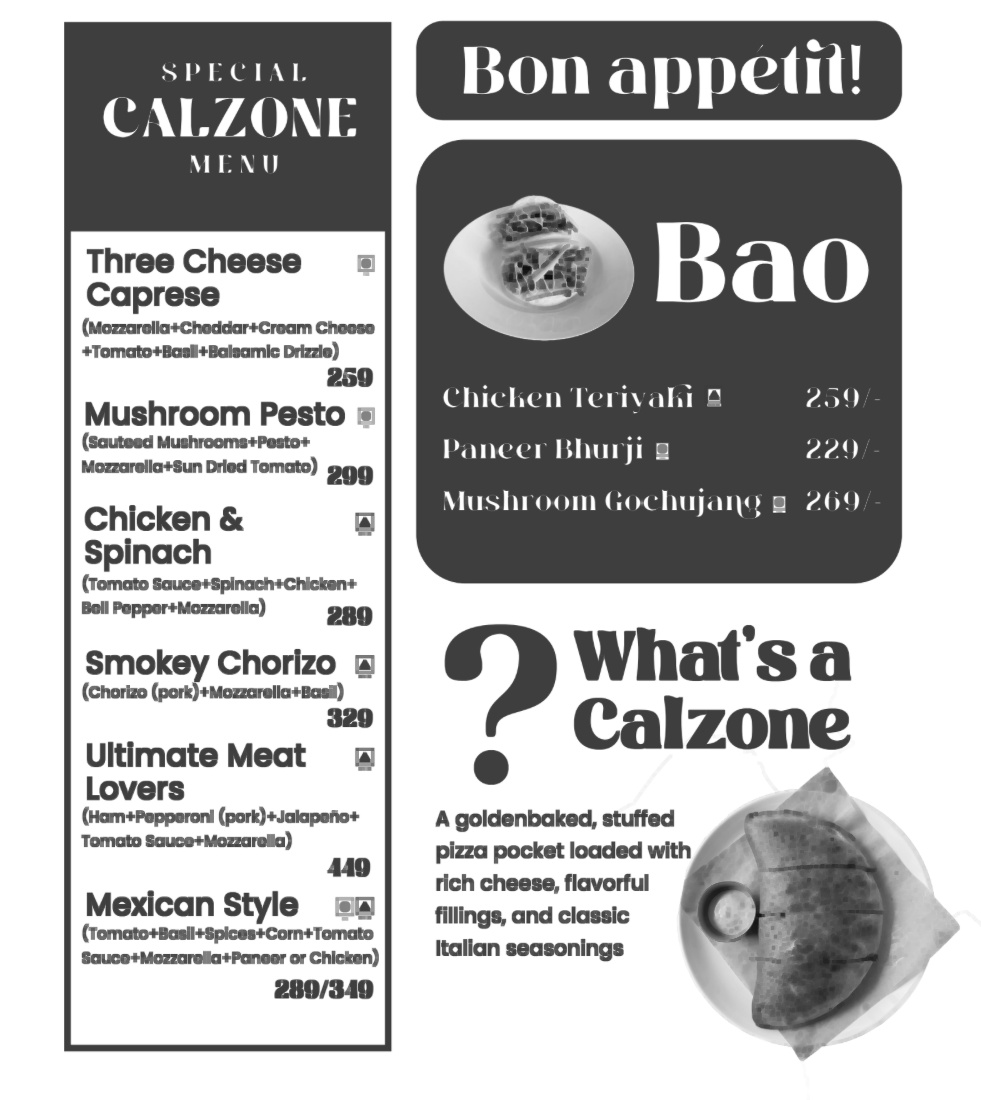 SPECIAL
CALZONE
MENU
Three Cheese
Caprese
(Mozzarella+Cheddar+Cream Cheese
+Tomato+Basil+Balsamic Drizzle)
259
Mushroom Pesto
(Sauteed Mushrooms+Pesto+
Mozzarella+Sun Dried Tomato)
299
Chicken &
Spinach
(Tomato Sauce+Spinach+Chicken+
Bell Pepper+Mozzarella)
289
Smokey Chorizo
(Chorizo (pork)+Mozzarella+Basil)
329
Ultimate Meat
Lovers
(Ham+Pepperoni (pork)+Jalapeño+
Tomato Sauce+Mozzarella)
449
Mexican Style
(Tomato+Basil+Spices+Corn+Tomato
Sauce+Mozzarella+Paneer or Chicken)
289/349
Bon appétit!
Bao
Chicken Teriyaki 259/-
Paneer Bhurji 229/-
Mushroom Gochujang 269/-
? What's a
Calzone
A goldenbaked, stuffed
pizza pocket loaded with
rich cheese, flavorful
fillings, and classic
Italian seasonings